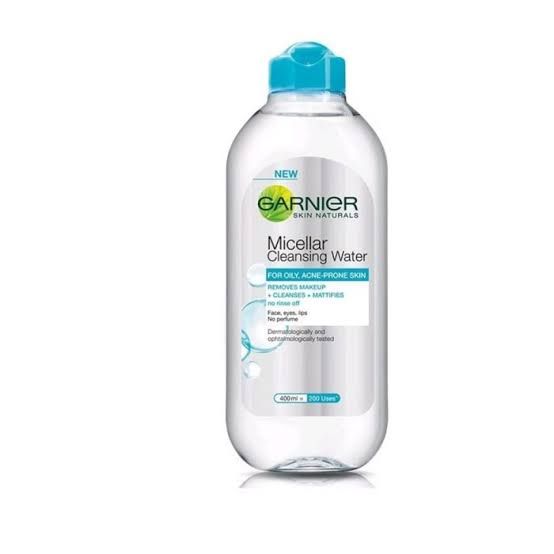 NEW
GARNIER
SKIN NATURALS
Micellar
Cleansing Water
FOR OILY, ACNE-PRONE SKIN
REMOVES MAKEUP
+ CLEANSES + MATTIFIES
no rinse off
Face, eyes, lips
No perfume
Dermatologically and
ophtalmologically tested
400ml = 200 Uses*